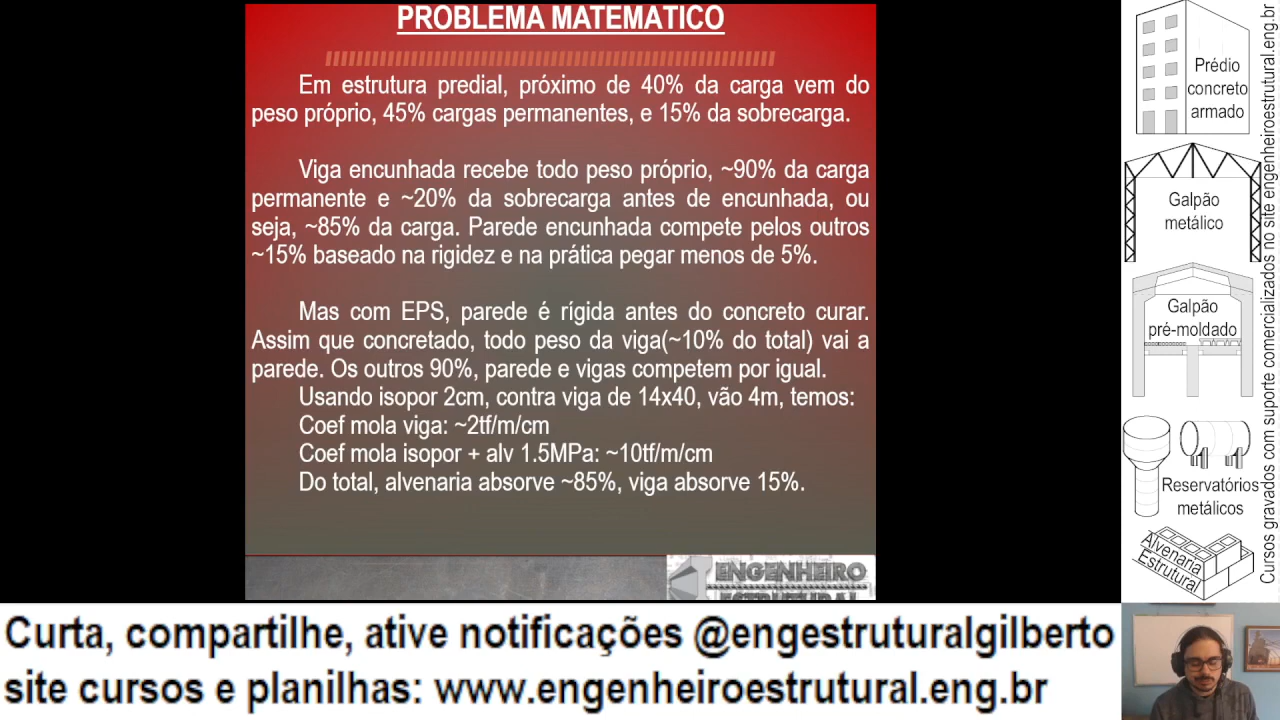 PROBLEMA MATEMATICO
Em estrutura predial, próximo de 40% da carga vem do
peso próprio, 45% cargas permanentes, e 15% da sobrecarga.
Viga encunhada recebe todo peso próprio, ~90% da carga
permanente e ~20% da sobrecarga antes de encunhada, ou
seja, ~85% da carga. Parede encunhada compete pelos outros
~15% baseado na rigidez e na prática pegar menos de 5%.
Mas com EPS, parede é rígida antes do concreto curar.
Assim que concretado, todo peso da viga(~10% do total) vai a
parede. Os outros 90%, parede e vigas competem por igual.
Usando isopor 2cm, contra viga de 14x40, vão 4m, temos:
Coef mola viga: ~2tf/m/cm
Coef mola isopor + alv 1.5MPa: ~10tf/m/cm
Do total, alvenaria absorve ~85%, viga absorve 15%.
ENGENHEIRO
ESTRUTURAL
Prédio
concreto
armado
Galpão
metálico
Galpão
pré-moldado
Reservatórios
metálicos
Alvenaria
Estrutural
Cursos gravados com suporte comercializados no site engenheiroestrutural.eng.br
Curta, compartilhe, ative notificações @engestruturalgilberto
site cursos e planilhas: www.engenheiroestrutural.eng.br